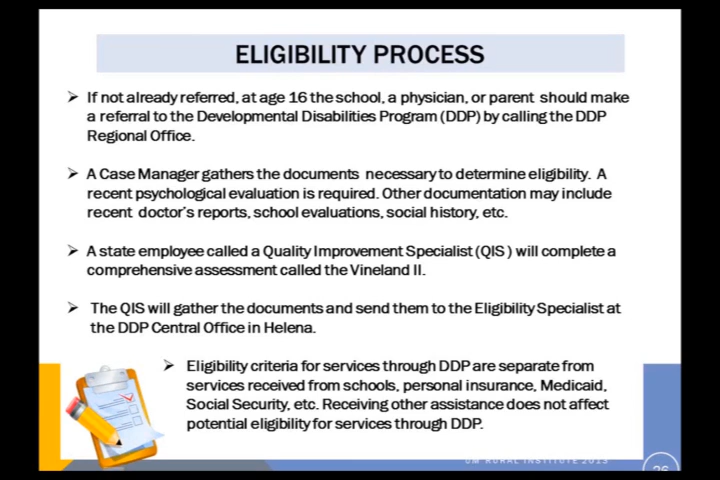 ELIGIBILITY PROCESS
If not already referred, at age 16 the school, a physician, or parent should make
a referral to the Developmental Disabilities Program (DDP) by calling the DDP
Regional Office.
A Case Manager gathers the documents necessary to determine eligibility. A
recent psychological evaluation is required. Other documentation may include
recent doctor's reports, school evaluations, social history, etc.
A state employee called a Quality Improvement Specialist (QIS ) will complete a
comprehensive assessment called the Vineland II.
The QIS will gather the documents and send them to the Eligibility Specialist at
the DDP Central Office in Helena.
Eligibility criteria for services through DDP are separate from
services received from schools, personal insurance, Medicaid,
Social Security, etc. Receiving other assistance does not affect
potential eligibility for services through DDP.
UM RURAL INSTITUTE 2013
26